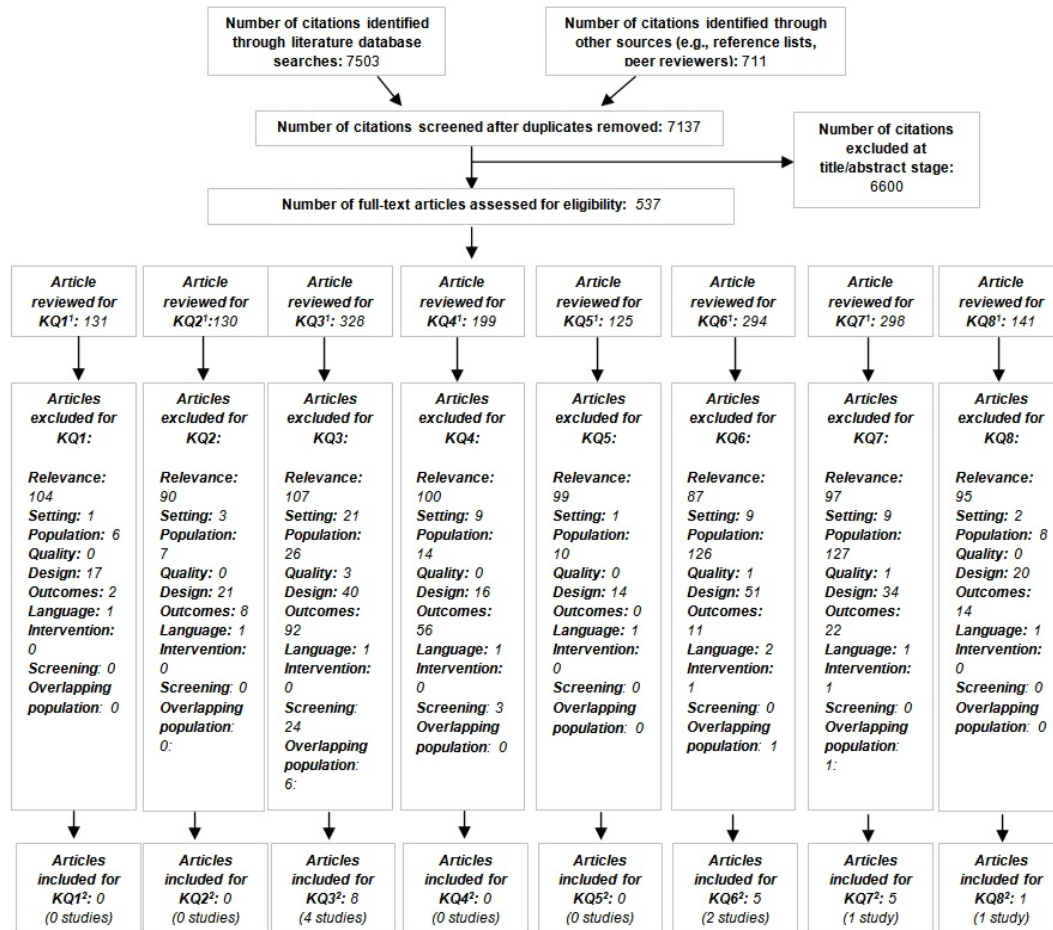 Number of citations identified
through literature database
searches: 7503
Number of citations identified through
other sources (e.g., reference lists,
peer reviewers): 711
Number of citations screened after duplicates removed: 7137
Number of citations
excluded at
title/abstract stage:
6600
Number of full-text articles assessed for eligibility: 537
Article
reviewed for
KQ1¹: 131
Article
reviewed for
KQ2¹:130
Article
reviewed for
KQ3¹: 328
Article
reviewed for
KQ4¹: 199
Article
reviewed for
KQ5¹: 125
Article
reviewed for
KQ6¹: 294
Article
reviewed for
KQ7¹: 298
Article
reviewed for
KQ8¹: 141
Articles
excluded for
KQ1:
Relevance:
104
Setting: 1
Population: 6
Quality: 0
Design: 17
Outcomes: 2
Language: 1
Intervention:
0
Screening: 0
Overlapping
population: 0
Articles
excluded for
KQ2:
Relevance:
90
Setting: 3
Population:
7
Quality: 0
Design: 21
Outcomes: 8
Language: 1
Intervention:
0
Screening: 0
Overlapping
population:
0:
Articles
excluded for
KQ3:
Relevance:
107
Setting: 21
Population:
26
Quality: 3
Design: 40
Outcomes:
92
Language: 1
Intervention:
0
Screening:
24
Overlapping
population:
6:
Articles
excluded for
KQ4:
Relevance:
100
Setting: 9
Population:
14
Quality: 0
Design: 16
Outcomes:
56
Language: 1
Intervention:
0
Screening: 3
Overlapping
population: 0
Articles
excluded for
KQ5:
Relevance:
99
Setting: 1
Population:
10
Quality: 0
Design: 14
Outcomes: 0
Language: 1
Intervention:
0
Screening: 0
Overlapping
population: 0
Articles
excluded for
KQ6:
Relevance:
87
Setting: 9
Population:
126
Quality: 1
Design: 51
Outcomes:
11
Language: 2
Intervention:
1
Screening: 0
Overlapping
population: 1
Articles
excluded for
KQ7:
Relevance:
97
Setting: 9
Population:
127
Quality: 1
Design: 34
Outcomes:
22
Language: 1
Intervention:
1
Screening: 0
Overlapping
population:
1:
Articles
excluded for
KQ8:
Relevance:
95
Setting: 2
Population: 8
Quality: 0
Design: 20
Outcomes:
14
Language: 1
Intervention:
0
Screening: 0
Overlapping
population: 0
Articles
included for
KQ1²: 0
(0 studies)
Articles
included for
KQ2²: 0
(0 studies)
Articles
included for
KQ3²: 8
(4 studies)
Articles
included for
KQ4²: 0
(0 studies)
Articles
included for
KQ5²: 0
(0 studies)
Articles
included for
KQ6²: 5
(2 studies)
Articles
included for
KQ7²: 5
(1 study)
Articles
included for
KQ8²: 1
(1 study)